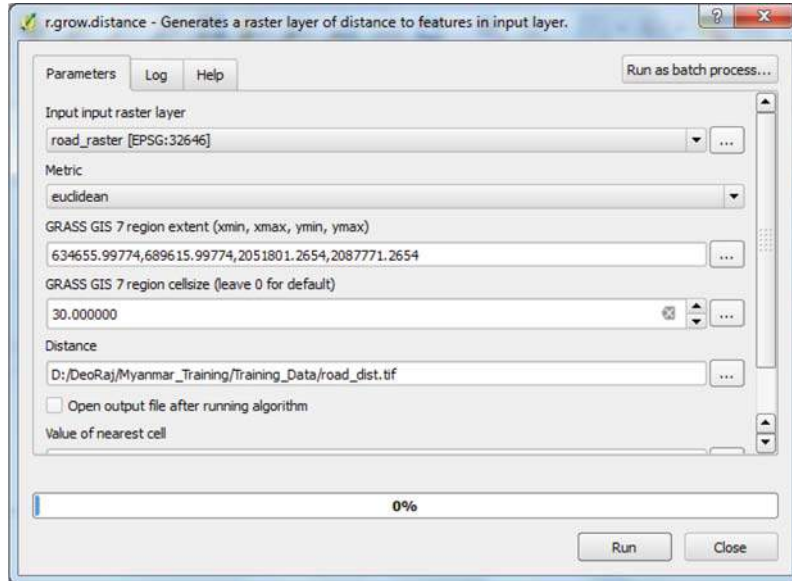 r.grow.distance - Generates a raster layer of distance to features in input layer.
Parameters Log Help Run as batch process...
Input input raster layer
road_raster [EPSG:32646] ...
Metric
euclidean
GRASS GIS 7 region extent (xmin, xmax, ymin, ymax)
634655.99774,689615.99774,2051801.2654,2087771.2654 ...
GRASS GIS 7 region cellsize (leave 0 for default)
30.000000 ...
Distance
D:/DeoRaj/Myanmar_Training/Training_Data/road_dist.tif ...
Open output file after running algorithm
Value of nearest cell
0%
Run Close